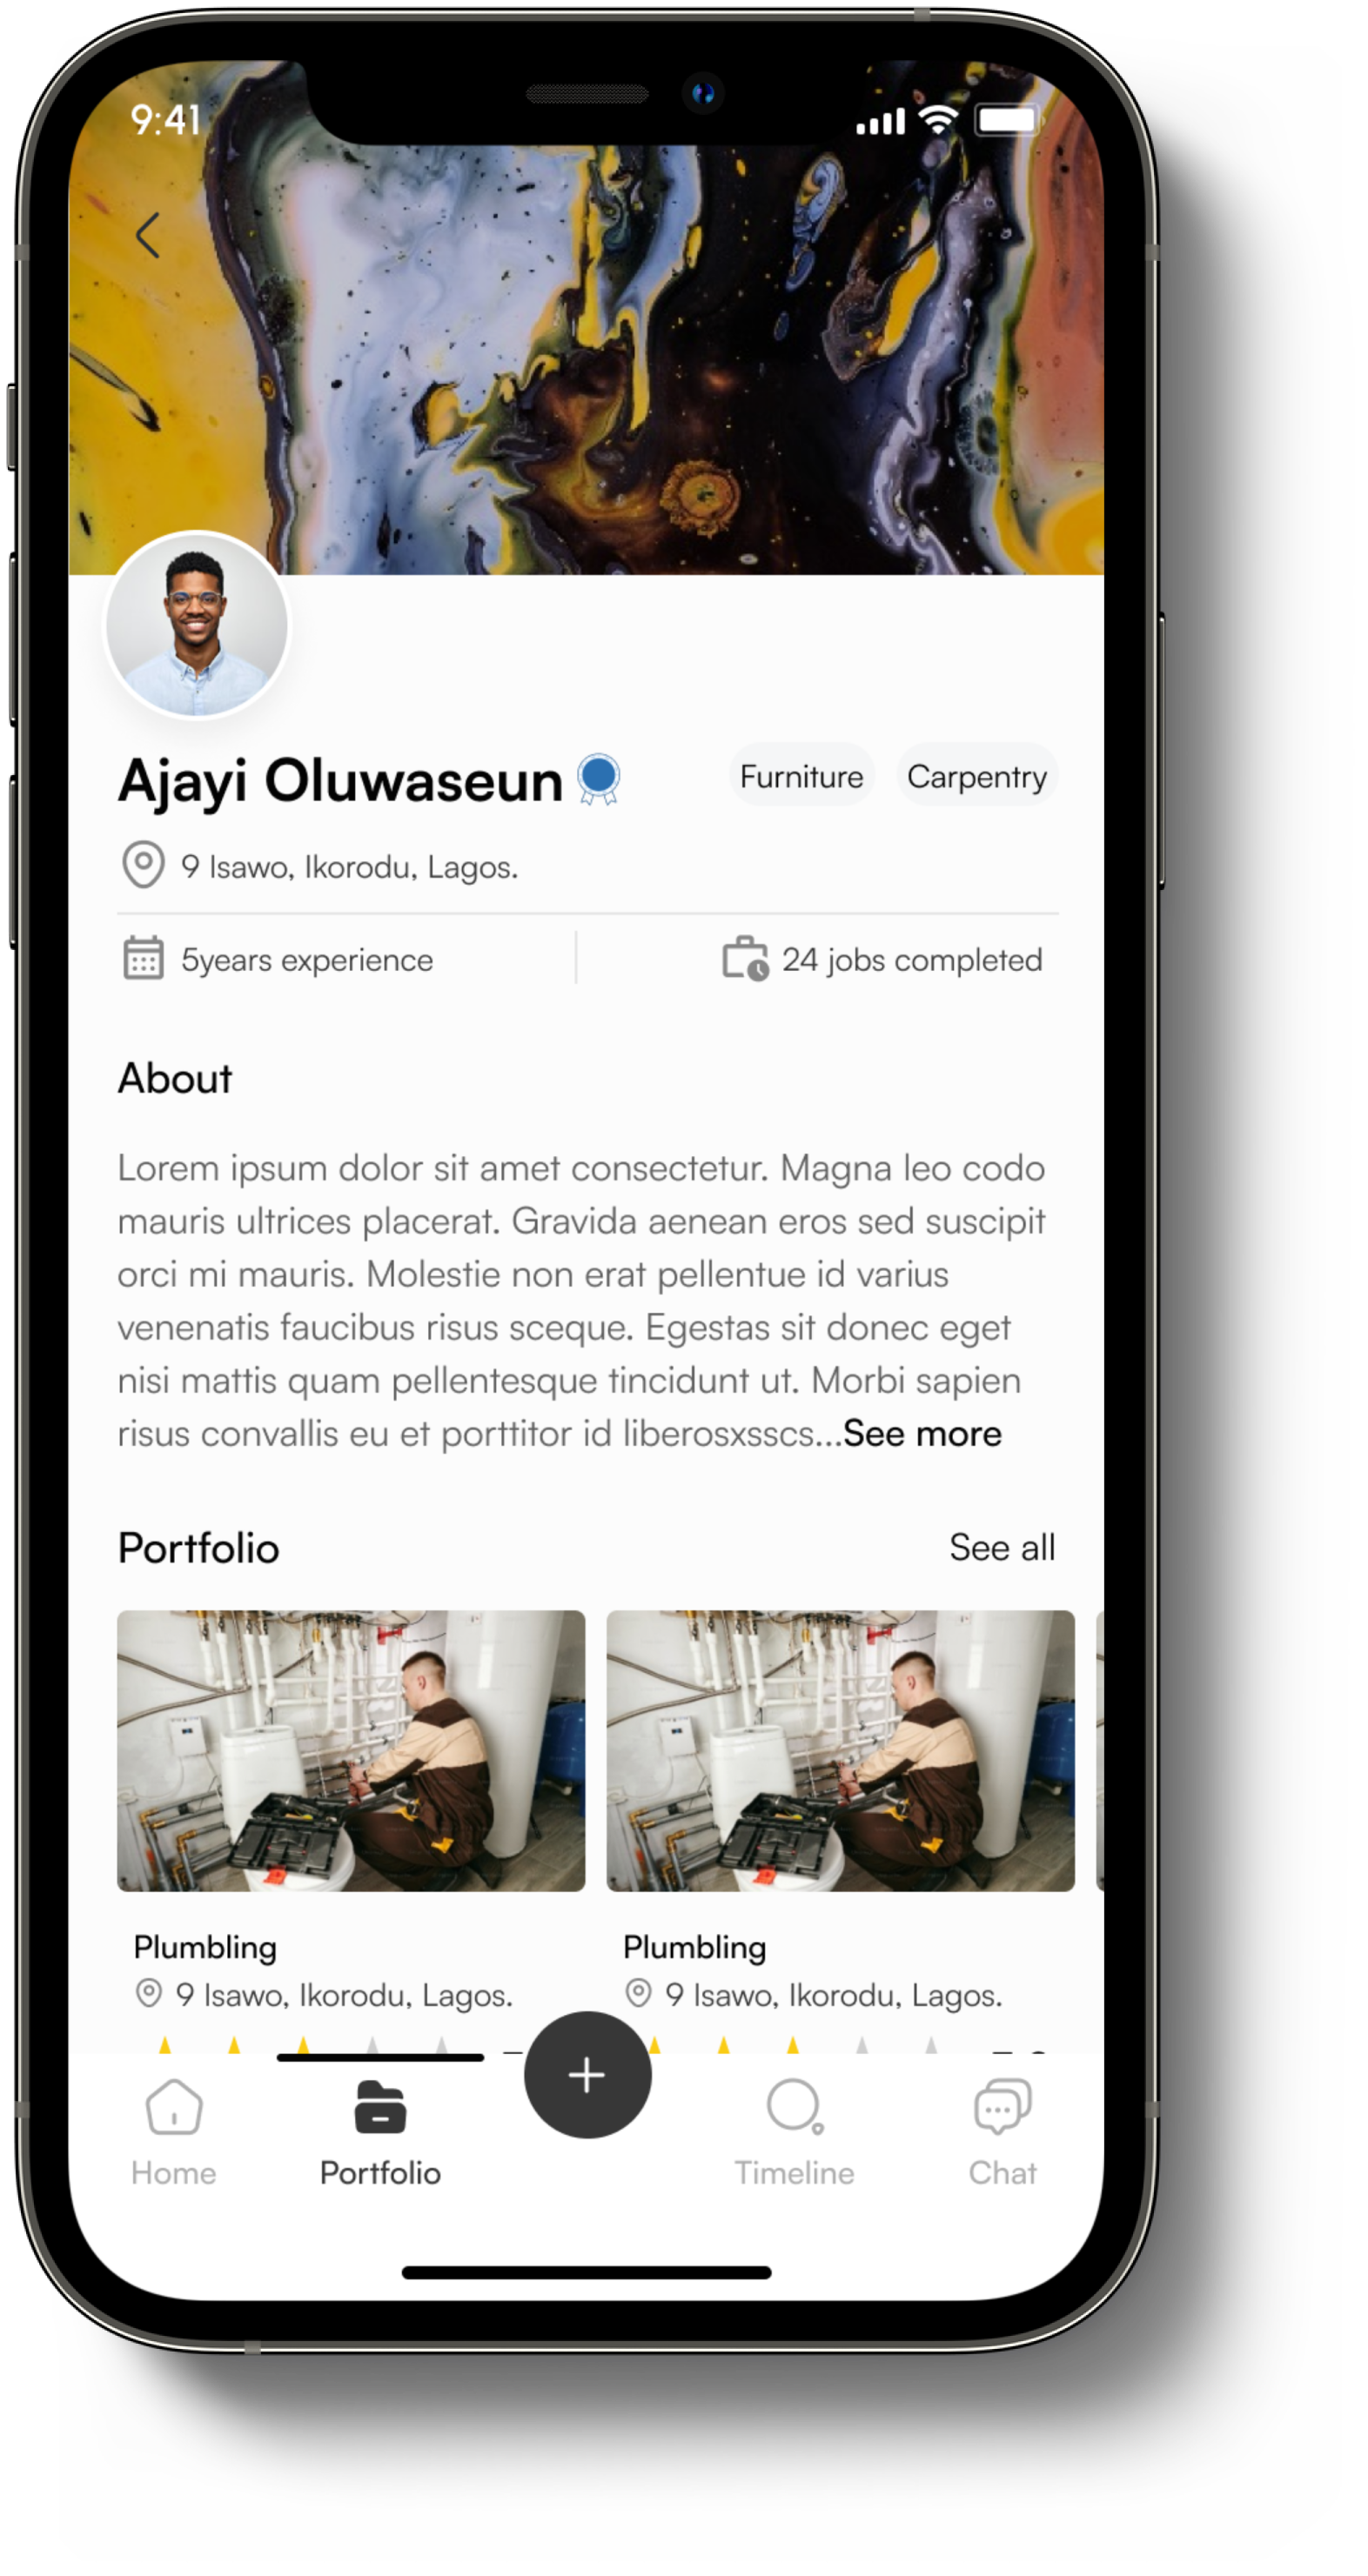 9:41
Ajayi Oluwaseun
Furniture
Carpentry
9 Isawo, Ikorodu, Lagos.
5years experience
24 jobs completed
About
Lorem ipsum dolor sit amet consectetur. Magna leo codo
mauris ultrices placerat. Gravida aenean eros sed suscipit
orci mi mauris. Molestie non erat pellentue id varius
venenatis faucibus risus sceque. Egestas sit donec eget
nisi mattis quam pellentesque tincidunt ut. Morbi sapien
risus convallis eu et porttitor id liberosxsscs...See more
Portfolio
See all
Plumbling
Plumbling
9 Isawo, Ikorodu, Lagos.
9 Isawo, Ikorodu, Lagos.
Home
Portfolio
Timeline
Chat